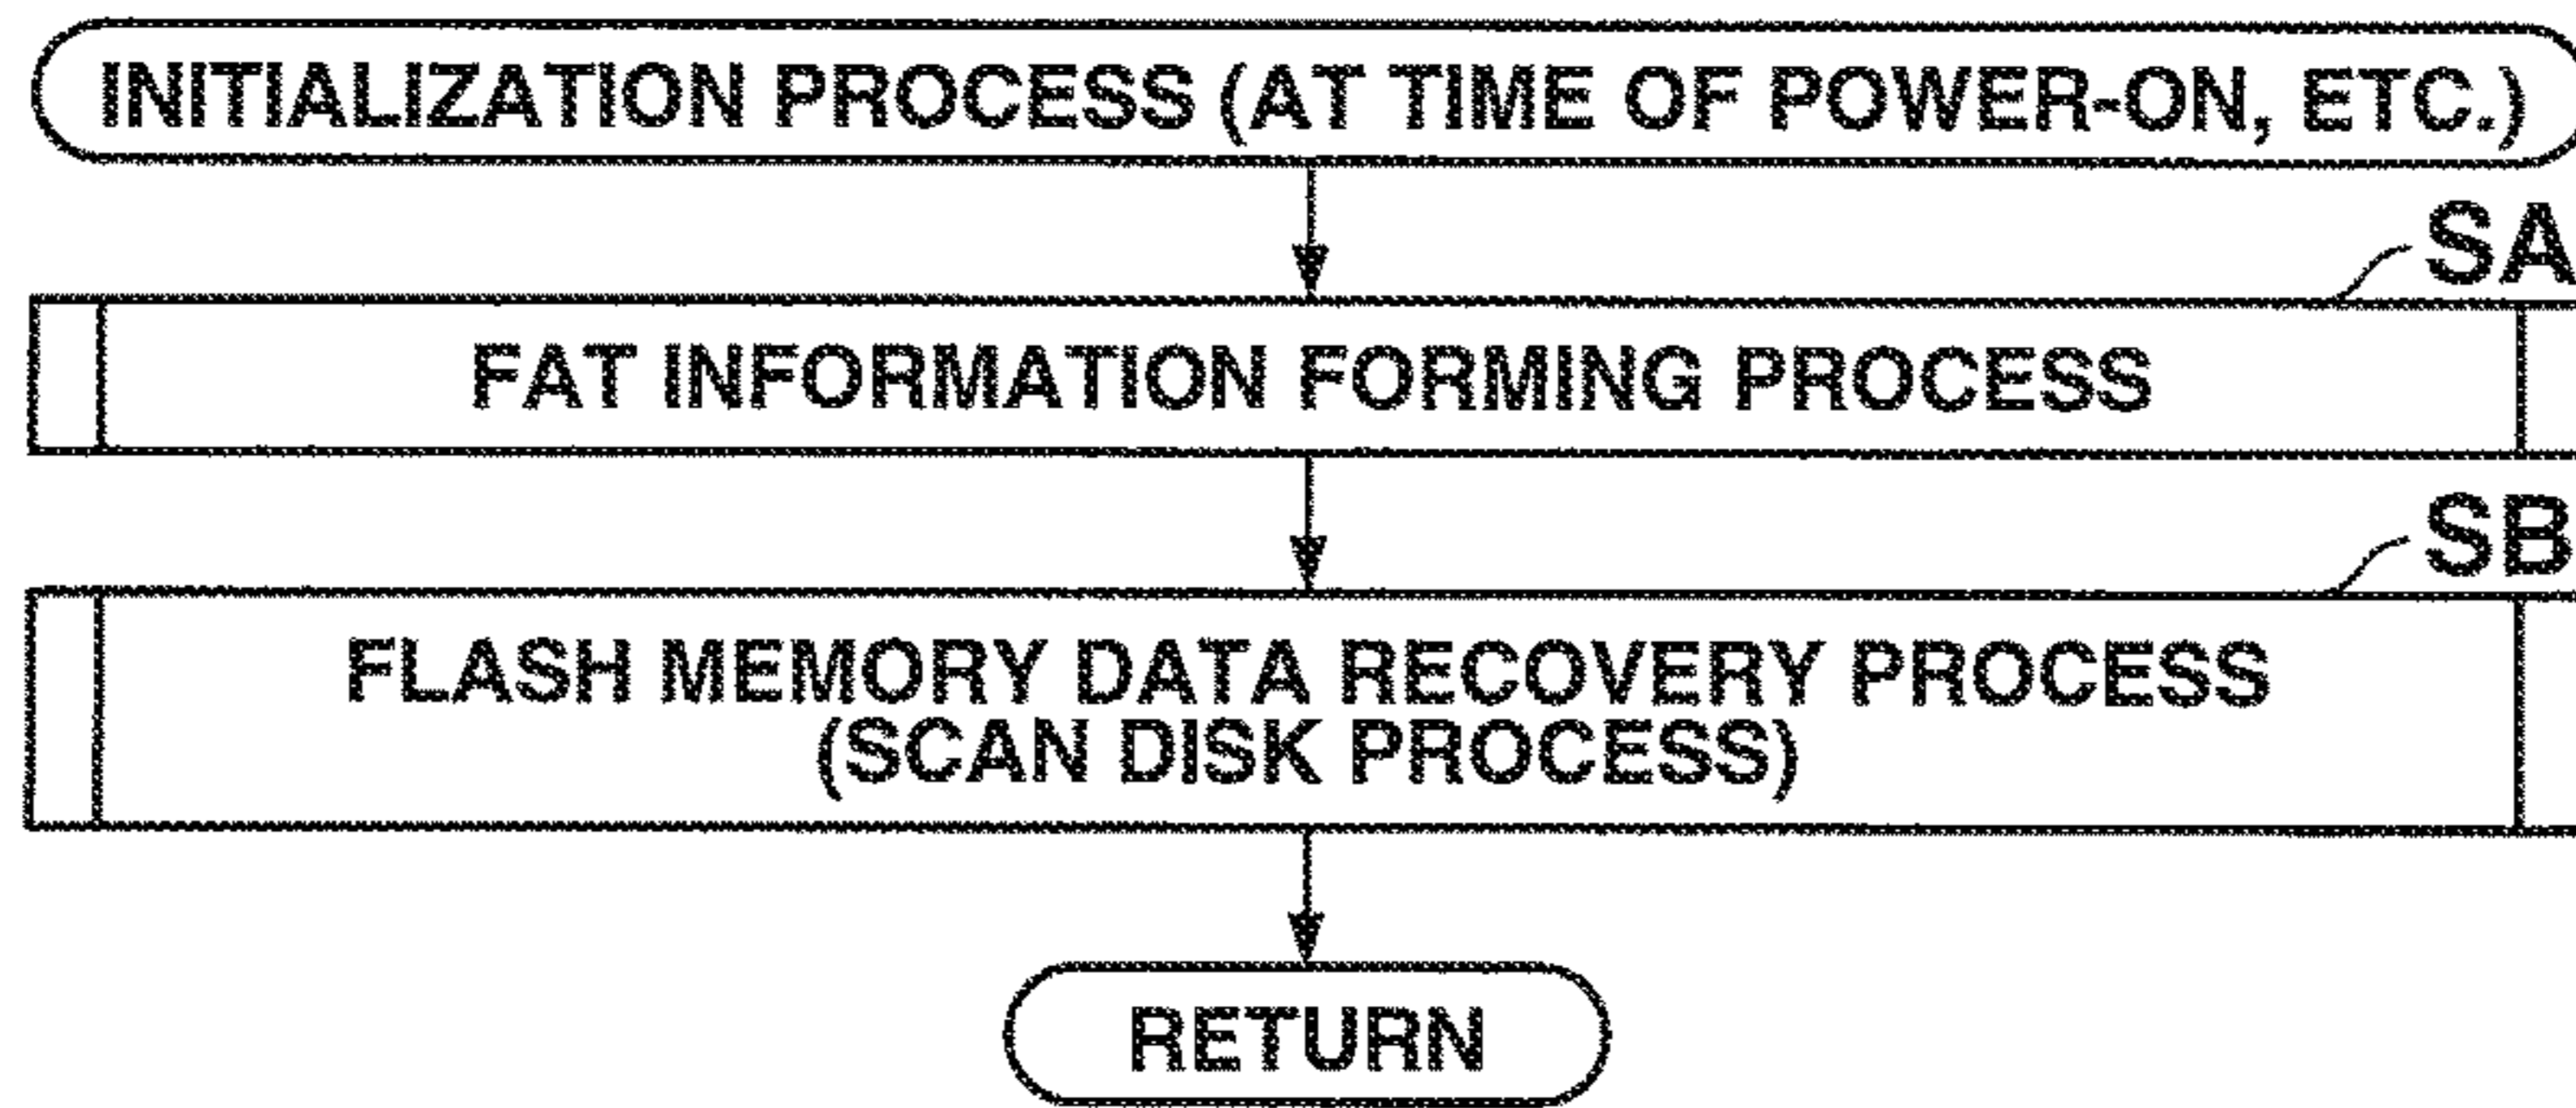 INITIALIZATION PROCESS (AT TIME OF POWER-ON, ETC.)
SA
FAT INFORMATION FORMING PROCESS
SB
FLASH MEMORY DATA RECOVERY PROCESS
(SCAN DISK PROCESS)
RETURN